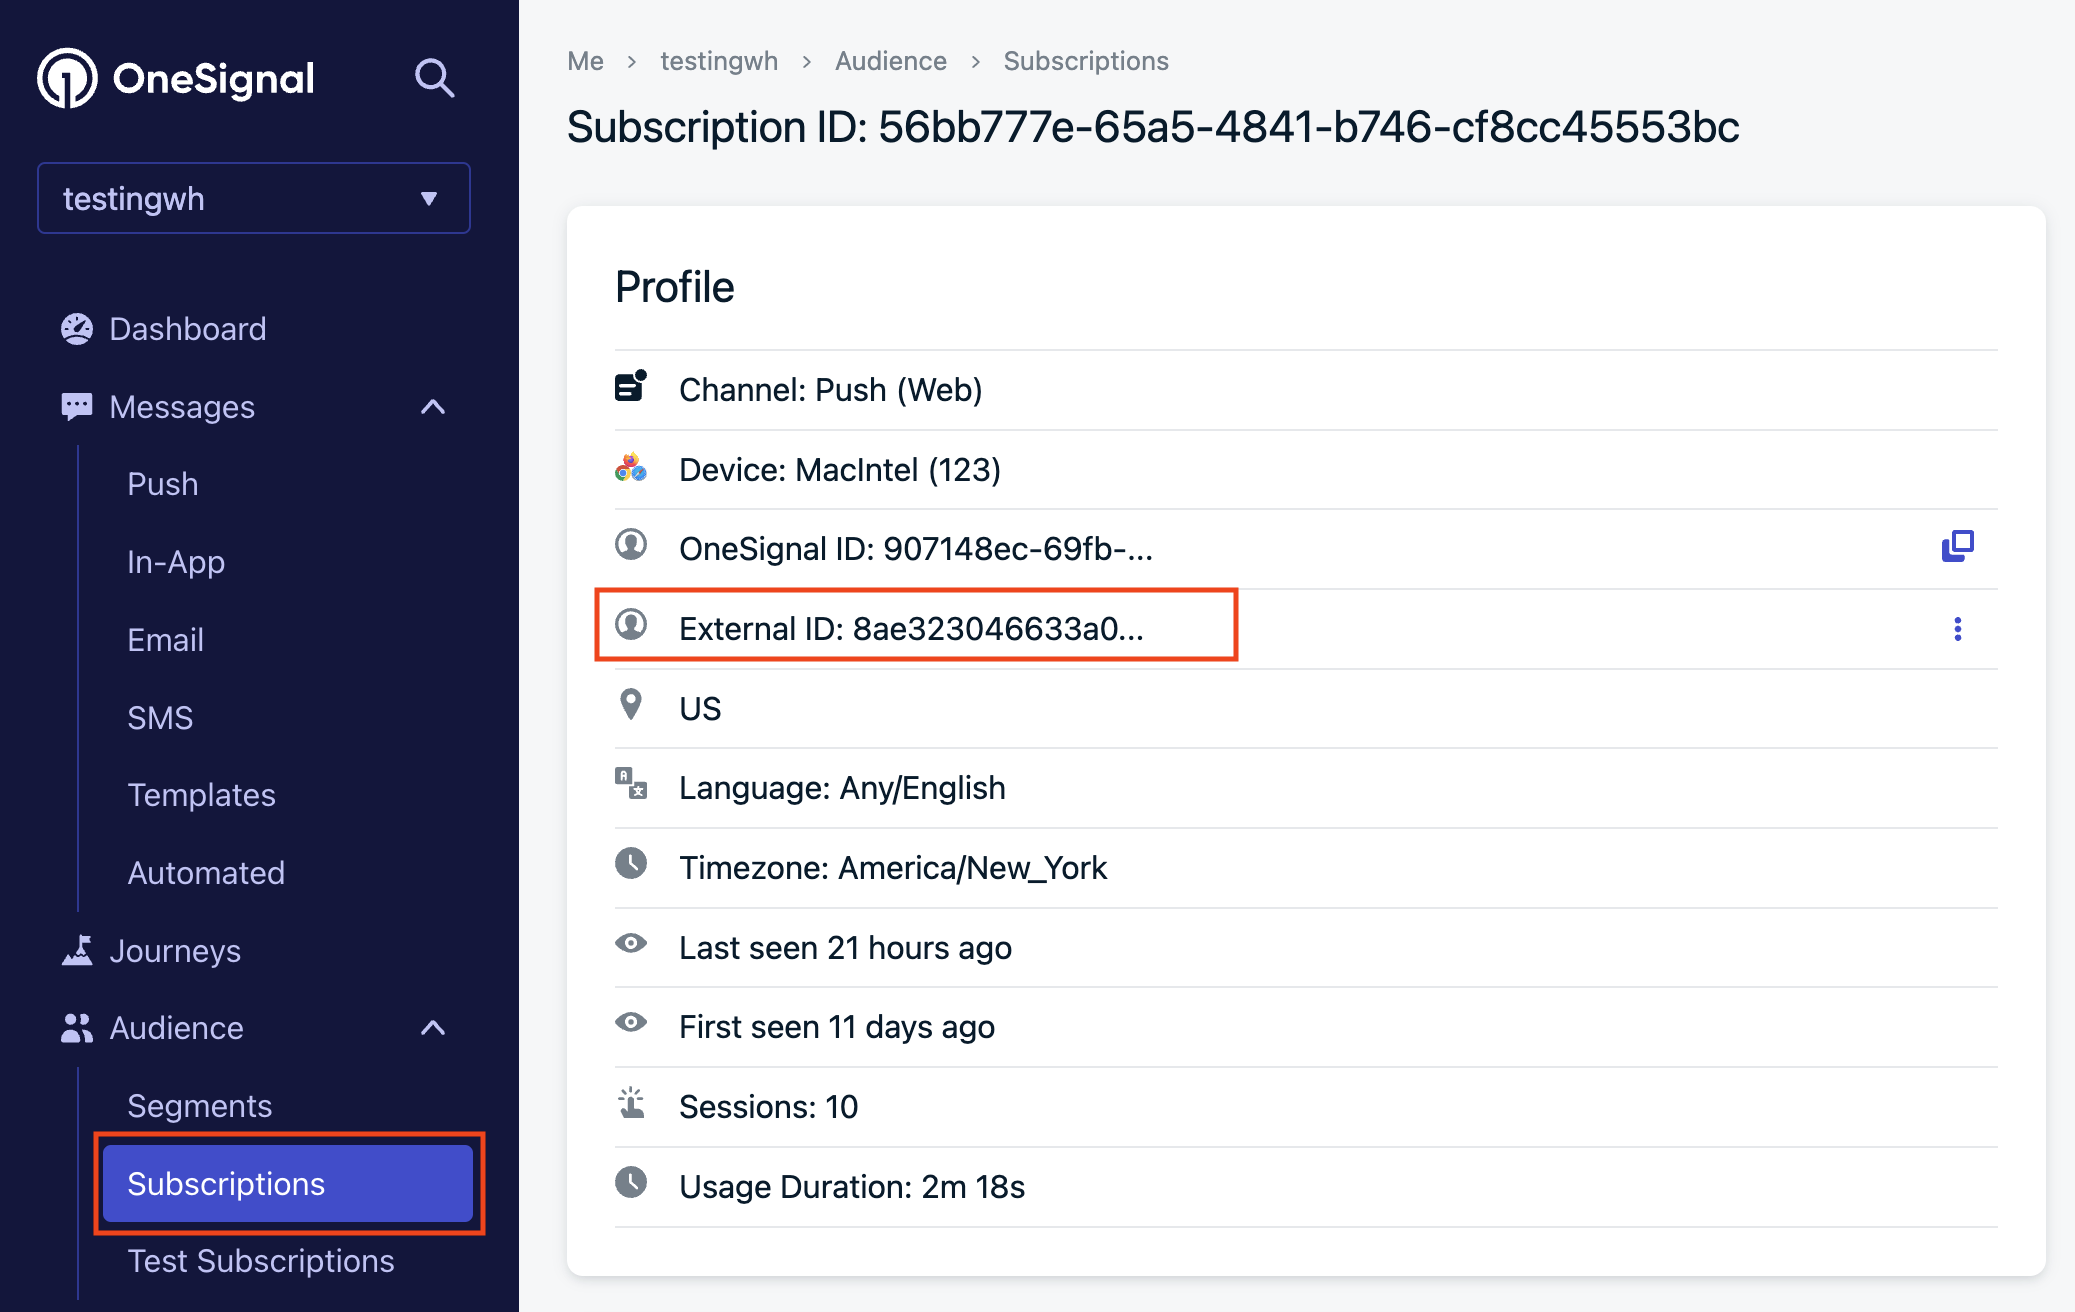 OneSignal
testingwh
Dashboard
Messages
Push
In-App
Email
SMS
Templates
Automated
Journeys
Audience
Segments
Subscriptions
Test Subscriptions
Me > testingwh > Audience > Subscriptions
Subscription ID: 56bb777e-65a5-4841-b746-cf8cc45553bc
Profile
Channel: Push (Web)
Device: MacIntel (123)
OneSignal ID: 907148ec-69fb-...
External ID: 8ae323046633a0...
US
Language: Any/English
Timezone: America/New_York
Last seen 21 hours ago
First seen 11 days ago
Sessions: 10
Usage Duration: 2m 18s